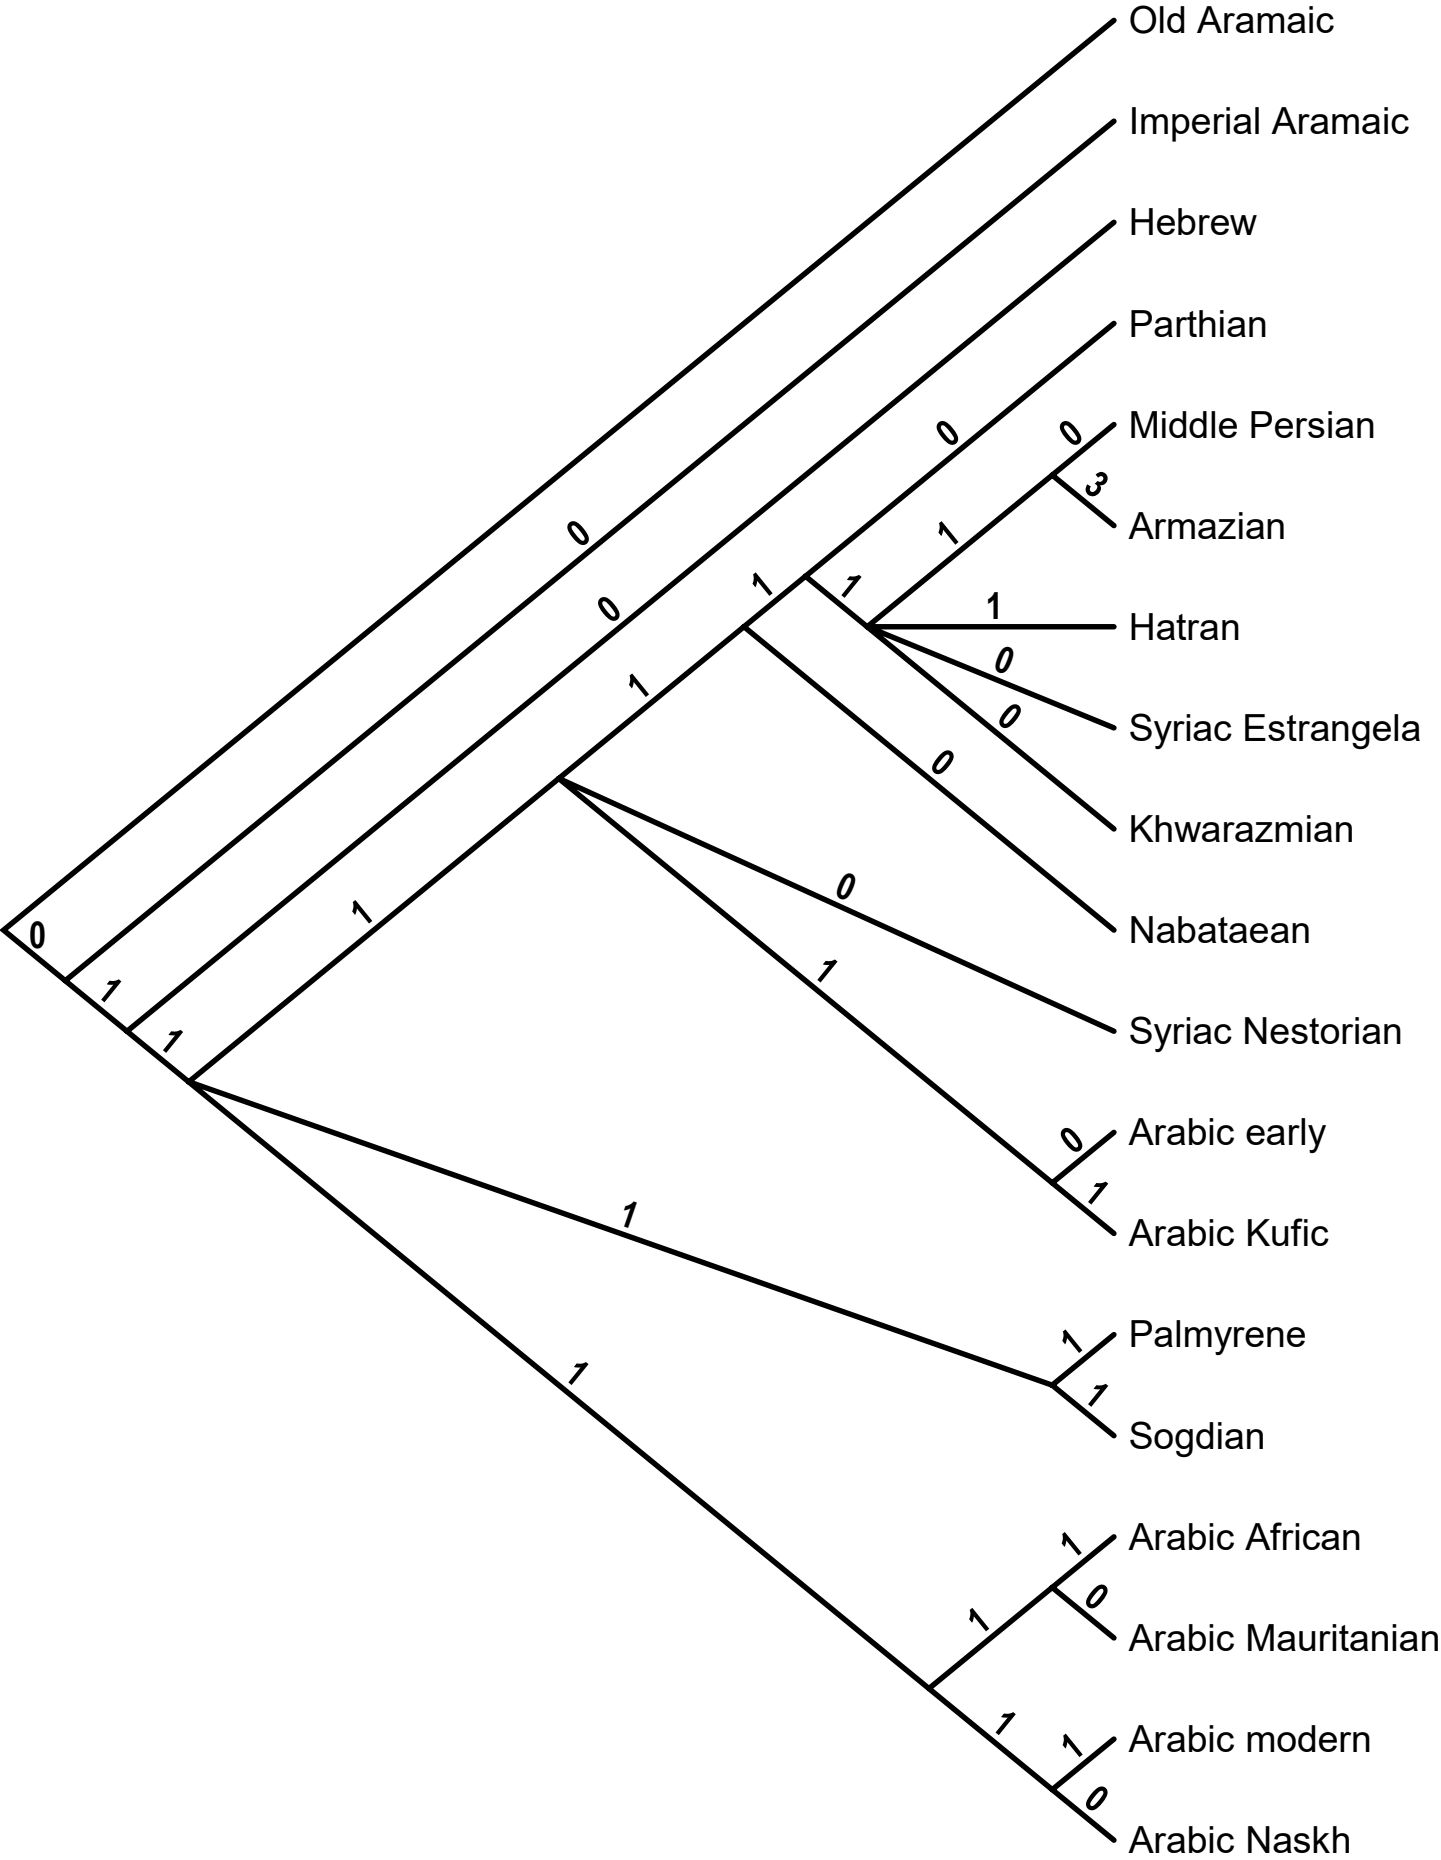 Old Aramaic
Imperial Aramaic
Hebrew
Parthian
0
0
Middle Persian
3
1
Armazian
0
1
1
1
Hatran
0
0
1
Syriac Estrangela
0
0
Khwarazmian
0
1
Nabataean
0
1
1
Syriac Nestorian
1
0
Arabic early
1
Arabic Kufic
1
1
Palmyrene
1
1
Sogdian
1
Arabic African
0
1
Arabic Mauritanian
1
1
Arabic modern
0
Arabic Naskh